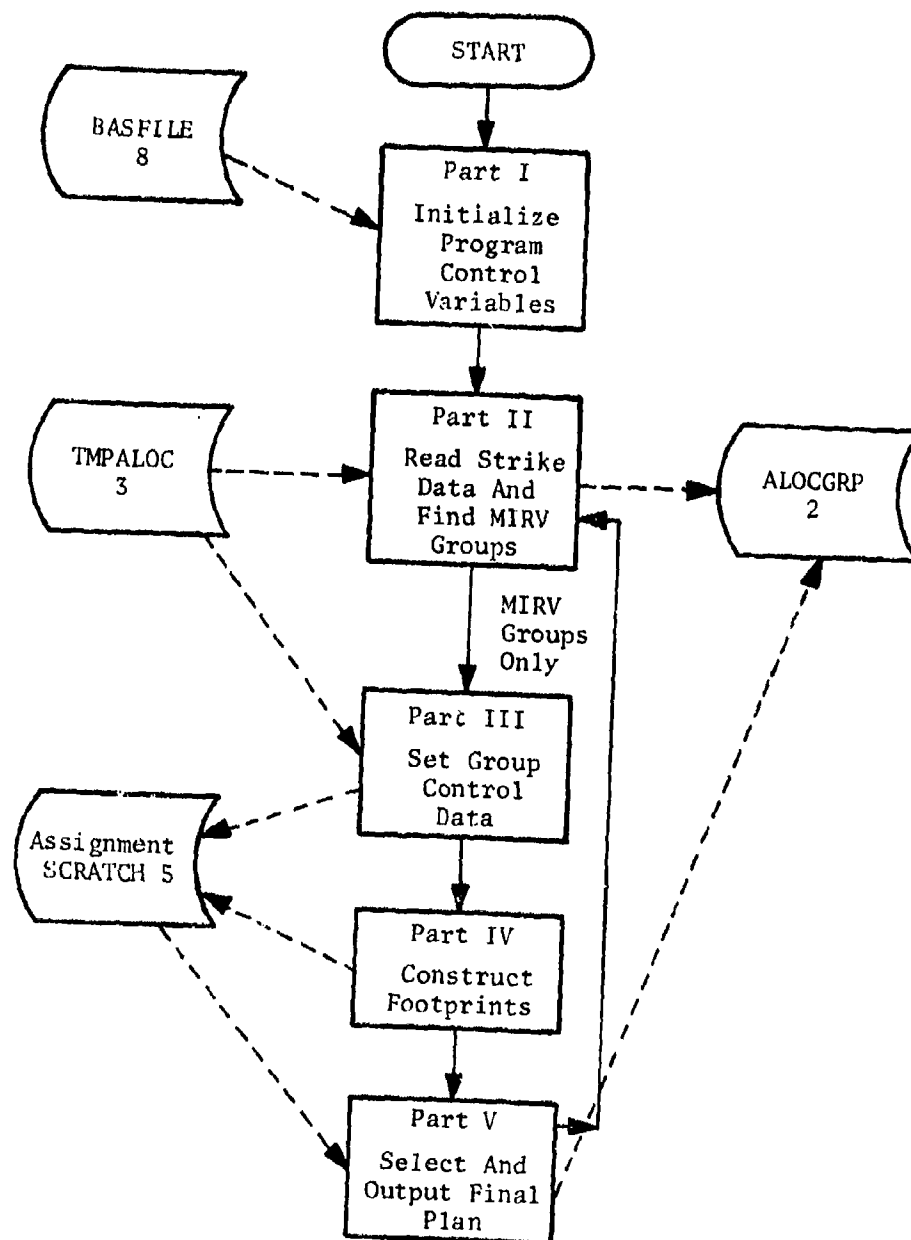 START
BASFILE
8
Part I
Initialize
Program
Control
Variables
Part II
Read Strike
Data And
Find MIRV
Groups
TMPALOC
3
ALOCGRP
2
MIRV
Groups
Only
Part III
Set Group
Control
Data
Assignment
SCRATCH 5
Part IV
Construct
Footprints
Part V
Select And
Output Final
Plan